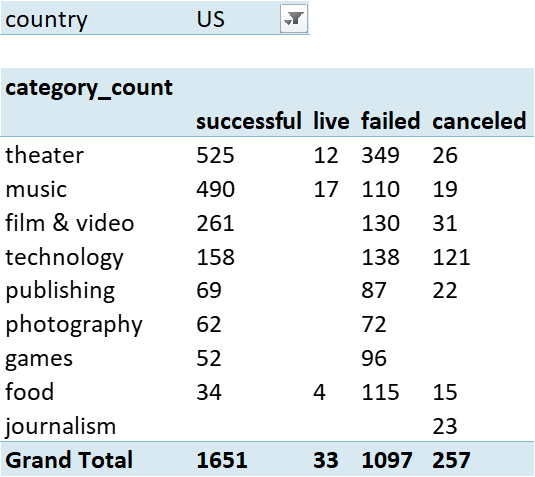 country US
category_count
successful live failed canceled
theater 525 12 349 26
music 490 17 110 19
film & video 261 130 31
technology 158 138 121
publishing 69 87 22
photography 62 72
games 52 96
food 34 4 115 15
journalism 23
Grand Total 1651 33 1097 257